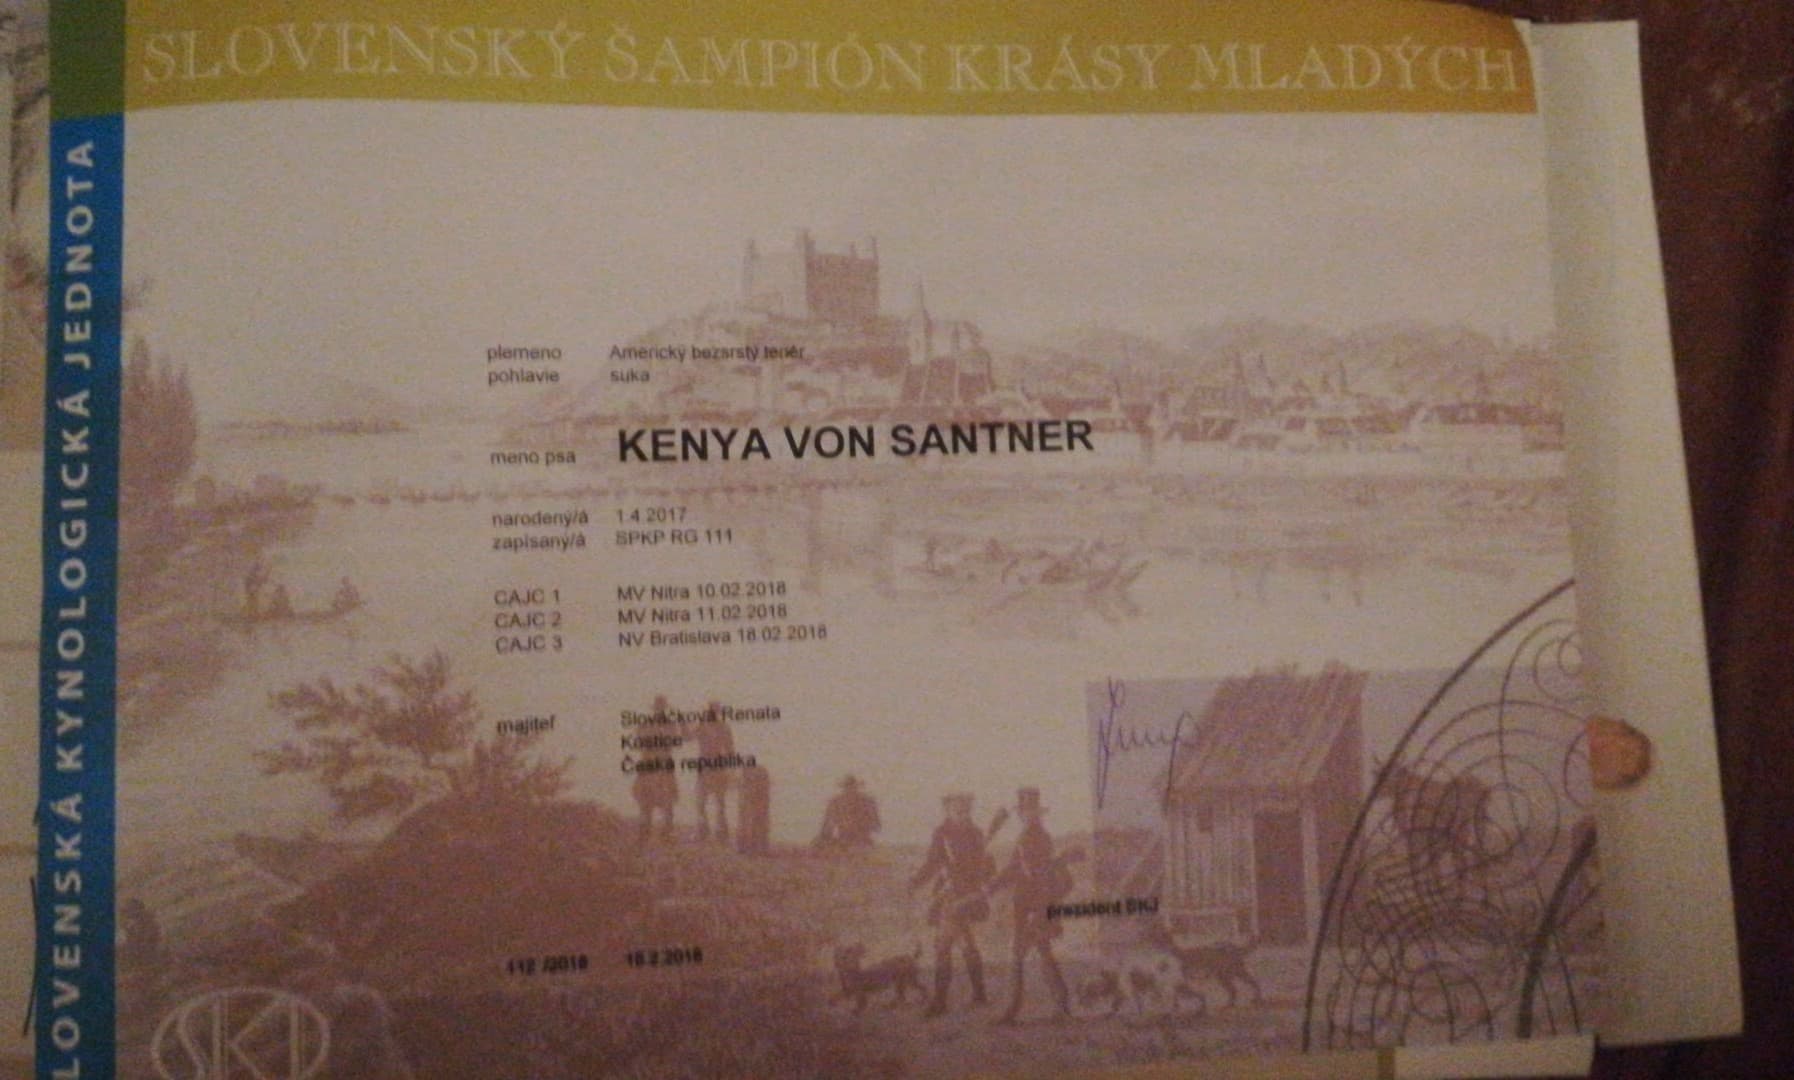 SLOVENSKÝ ŠAMPIÓN KRÁSY MLADÝCH
SLOVENSKÁ KYNOLOGICKÁ JEDNOTA
plemeno Americký bezsrstý teriér
pohlavie suka
meno psa KENYA VON SANTNER
narodený/á 1.4.2017
zapísaný/á SPKP RG 111
CAJC 1 MV Nitra 10.02.2018
CAJC 2 MV Nitra 11.02.2018
CAJC 3 NV Bratislava 18.02.2018
majiteľ Slováčková Renata
Kostice
Česká republika
prezident SKJ
112 /2018 18.2.2018
SKJ